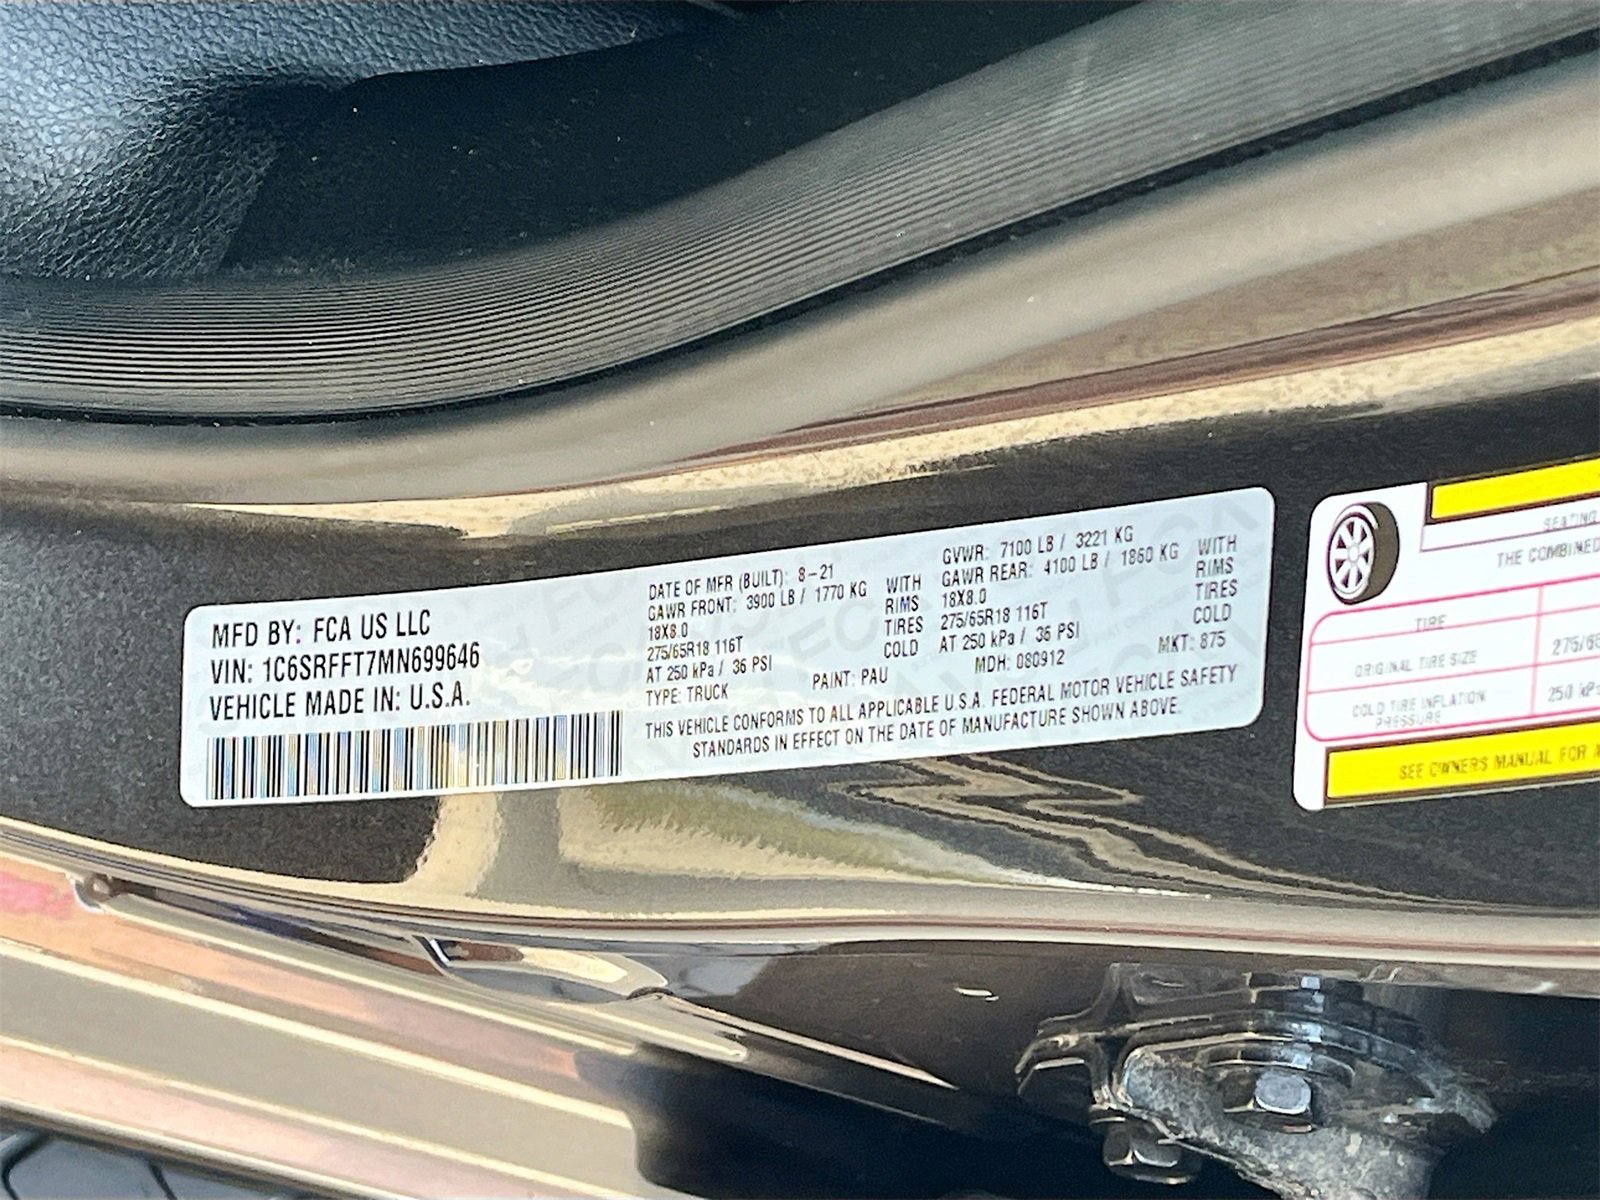 MFD BY: FCA US LLC
VIN: 1C6SRFFT7MN699646
VEHICLE MADE IN: U.S.A.
DATE OF MFR (BUILT): 8-21
GAWR FRONT: 3900 LB / 1770 KG WITH
18X8.0 RIMS
275/65R18 116T TIRES
AT 250 kPa / 36 PSI COLD
TYPE: TRUCK PAINT: PAU
GVWR: 7100 LB / 3221 KG
GAWR REAR: 4100 LB / 1860 KG WITH
18X8.0 RIMS
275/65R18 116T TIRES
AT 250 kPa / 36 PSI COLD
MDH: 080912 MKT: 875
THIS VEHICLE CONFORMS TO ALL APPLICABLE U.S.A. FEDERAL MOTOR VEHICLE SAFETY
STANDARDS IN EFFECT ON THE DATE OF MANUFACTURE SHOWN ABOVE.
SEATING
THE COMBINED
TIRE
ORIGINAL TIRE SIZE 275/65
COLD TIRE INFLATION
PRESSURE 250 kPa
SEE OWNERS MANUAL FOR